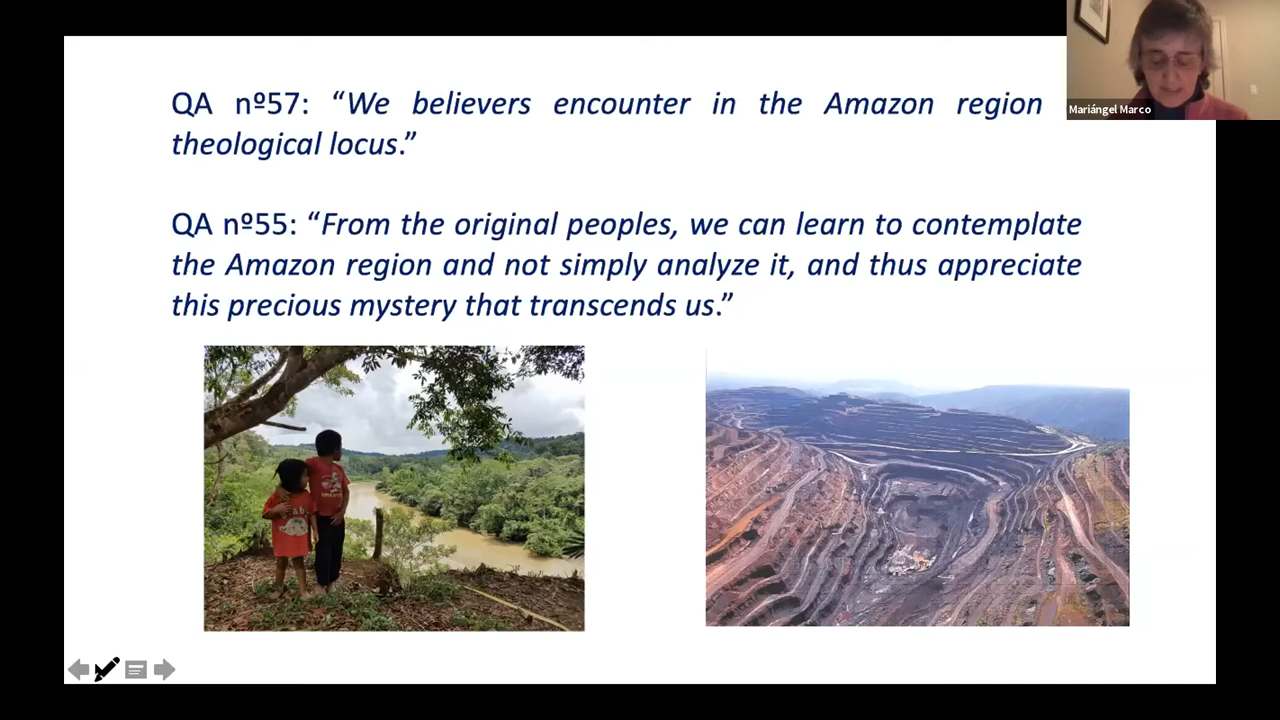 QA nº57: “We believers encounter in the Amazon region
theological locus.”
QA nº55: “From the original peoples, we can learn to contemplate
the Amazon region and not simply analyze it, and thus appreciate
this precious mystery that transcends us.”
Mariángel Marco